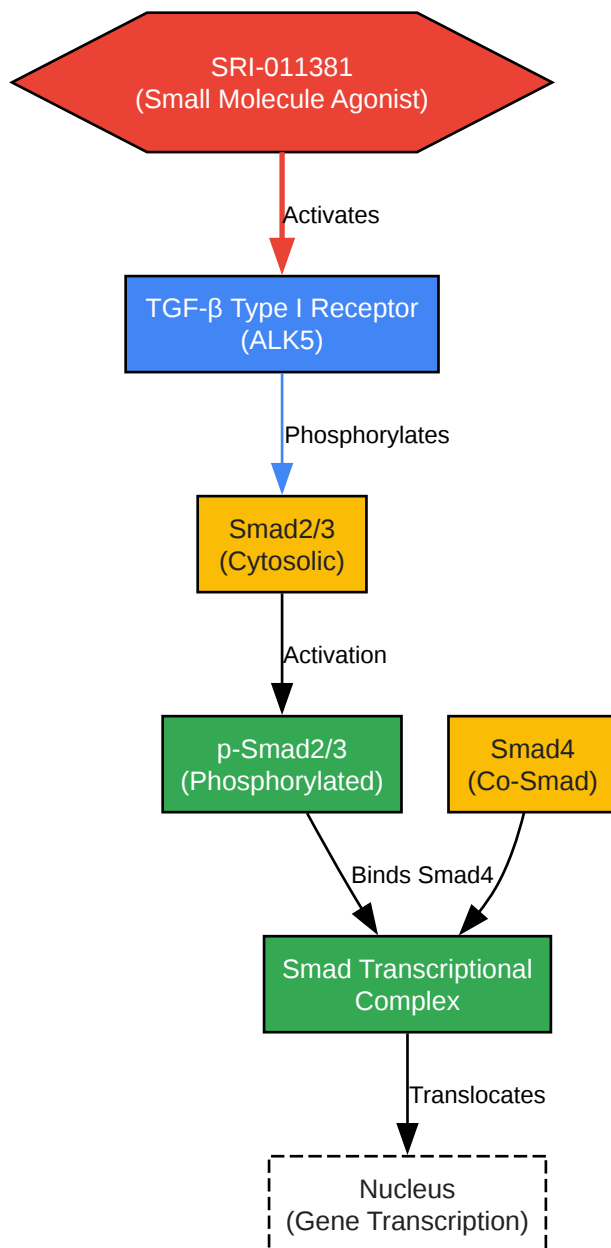 SRI-011381
(Small Molecule Agonist)
Activates
TGF-β Type I Receptor
(ALK5)
Phosphorylates
Smad2/3
(Cytosolic)
Activation
p-Smad2/3
(Phosphorylated)
Smad4
(Co-Smad)
Binds Smad4
Smad Transcriptional
Complex
Translocates
Nucleus
(Gene Transcription)